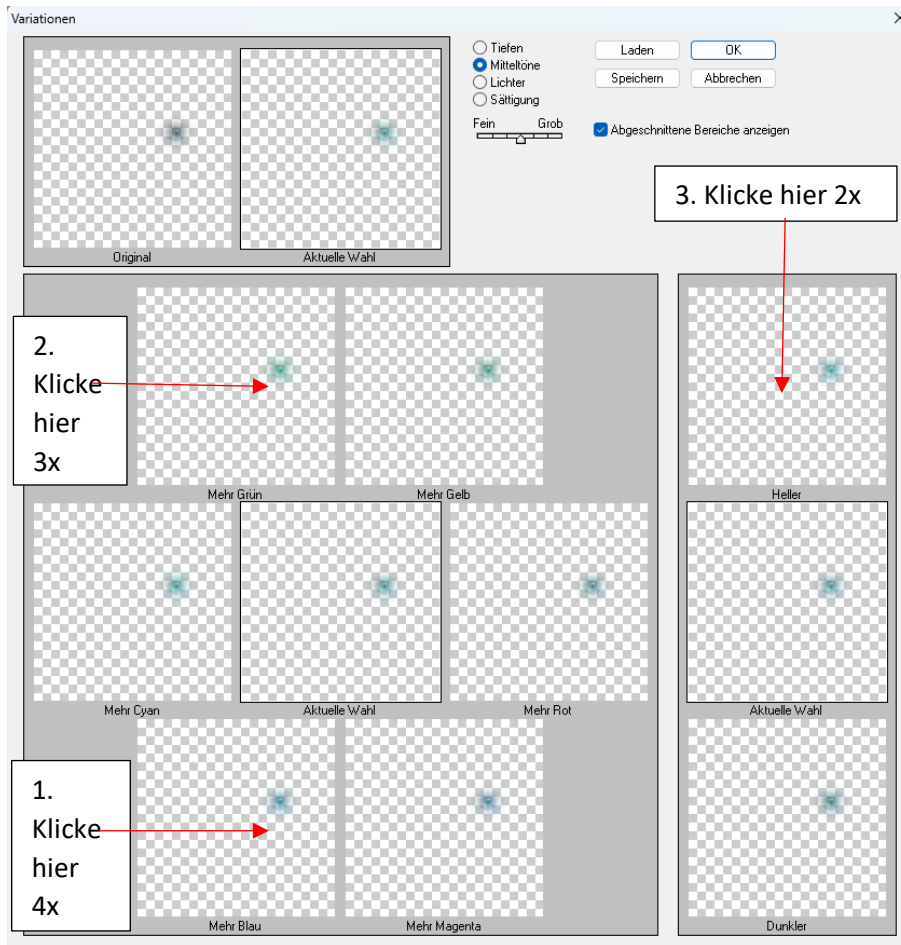 Variationen
Tiefen
Mitteltöne
Lichter
Sättigung
Laden
OK
Speichern
Abbrechen
Fein
Grob
Abgeschnittene Bereiche anzeigen
Original
Aktuelle Wahl
3. Klicke hier 2x
2.
Klicke
hier
3x
Mehr Grün
Mehr Gelb
Heller
Mehr Cyan
Aktuelle Wahl
Mehr Rot
Aktuelle Wahl
1.
Klicke
hier
4x
Mehr Blau
Mehr Magenta
Dunkler